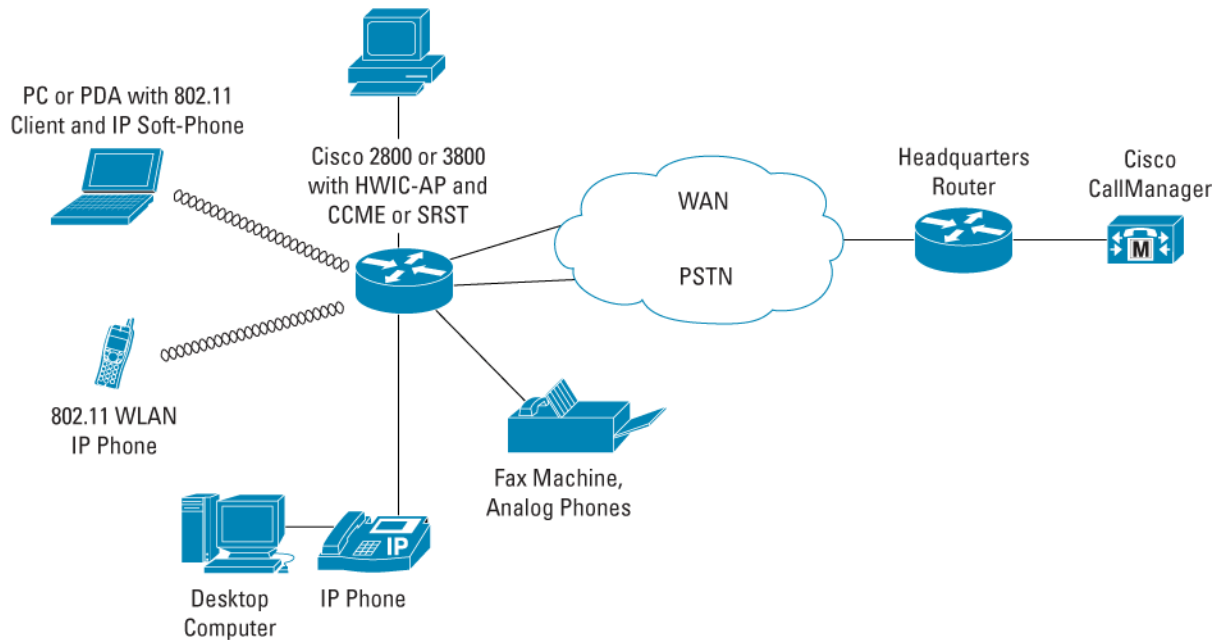 PC or PDA with 802.11
Client and IP Soft-Phone
Cisco 2800 or 3800
with HWIC-AP and
CCME or SRST
WAN
PSTN
Headquarters
Router
Cisco
CallManager
M
802.11 WLAN
IP Phone
Fax Machine,
Analog Phones
IP
Desktop
Computer
IP Phone